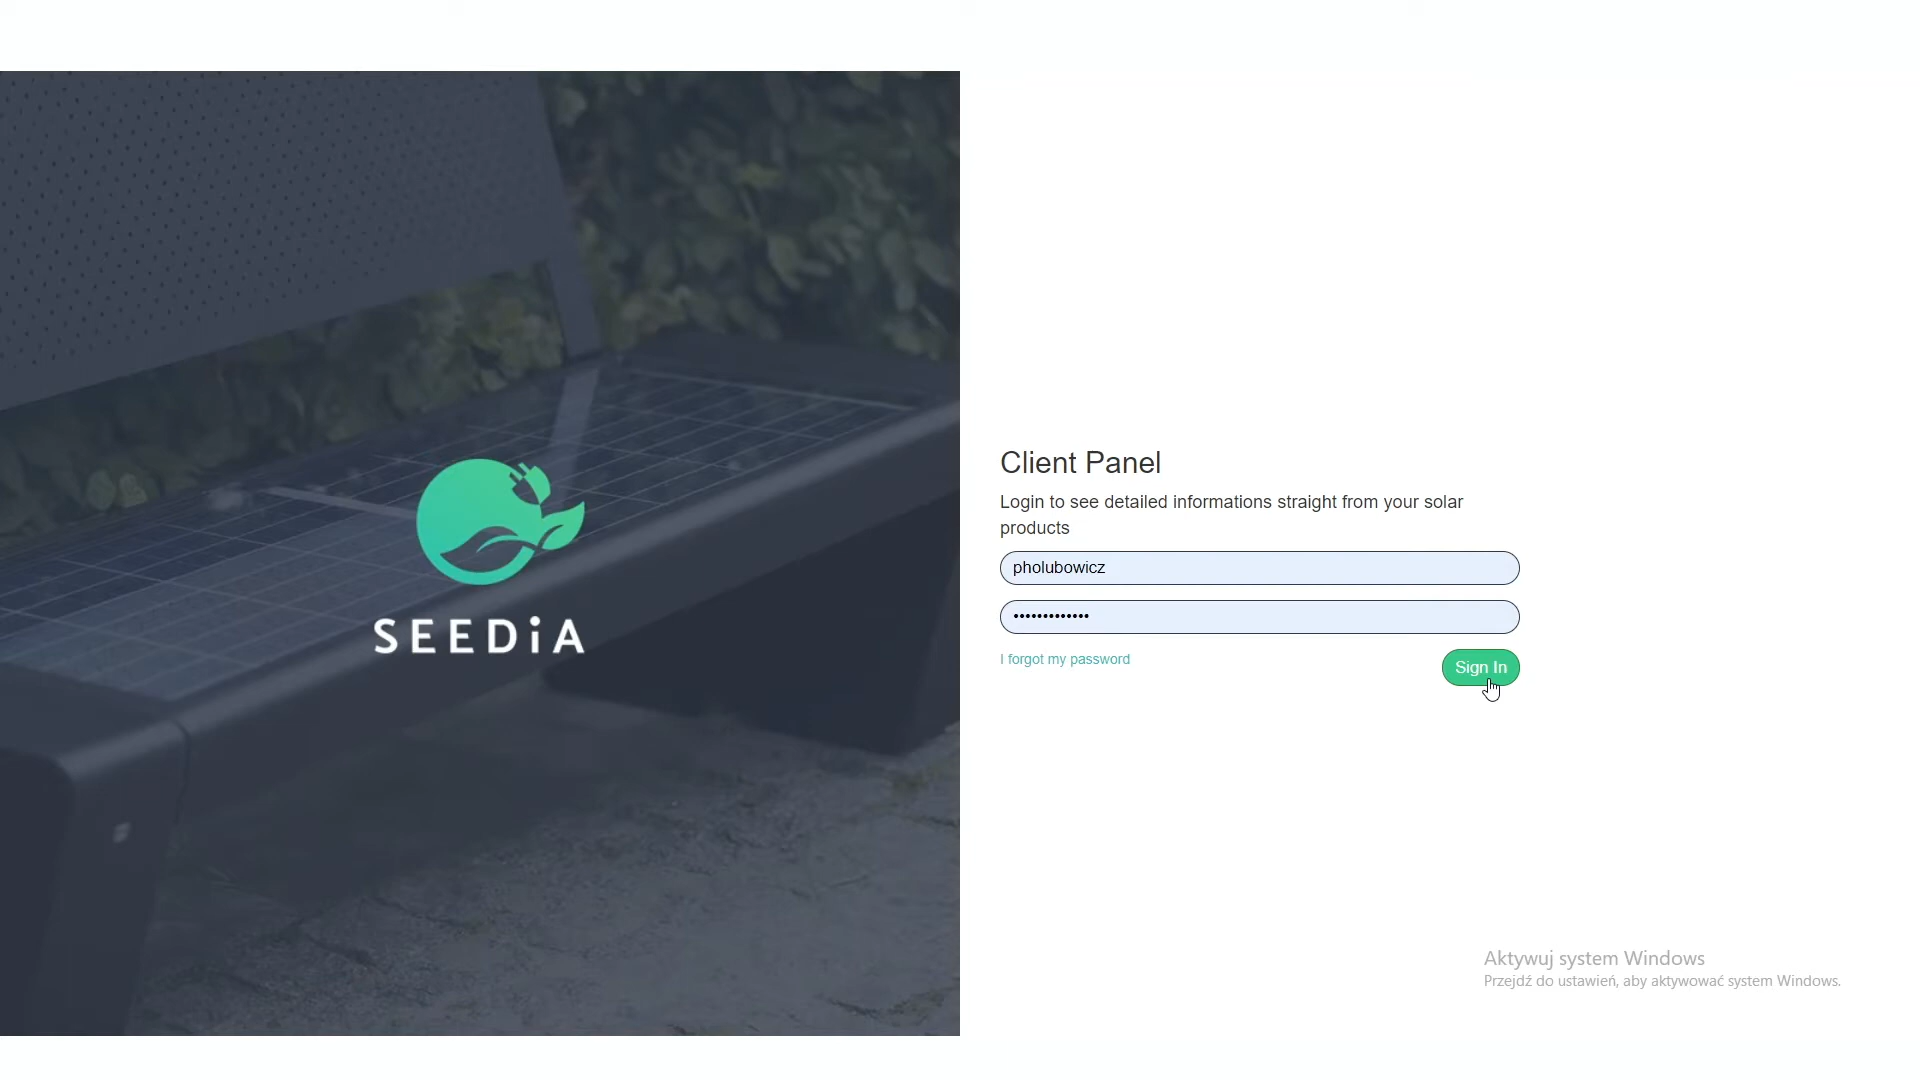 SEEDiA
Client Panel
Login to see detailed informations straight from your solar
products
pholubowicz
•••••••••••••
I forgot my password
Sign In
Aktywuj system Windows
Przejdź do ustawień, aby aktywować system Windows.